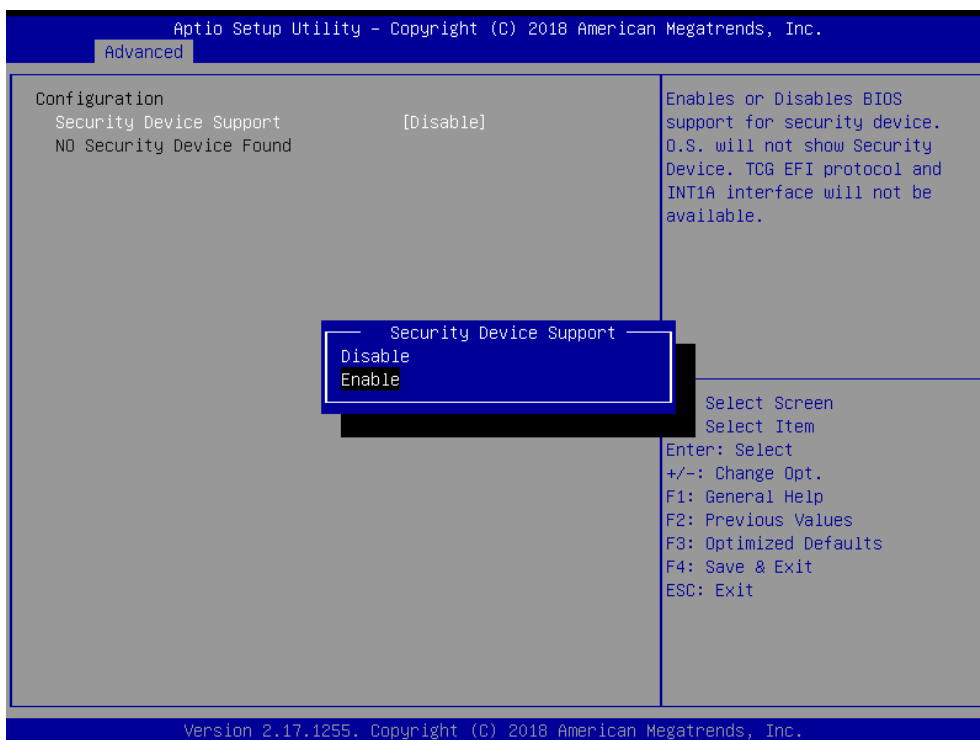 Aptio Setup Utility – Copyright (C) 2018 American Megatrends, Inc.
Advanced
Configuration
Security Device Support [Disable]
NO Security Device Found
Enables or Disables BIOS
support for security device.
O.S. will not show Security
Device. TCG EFI protocol and
INT1A interface will not be
available.
Security Device Support
Disable
Enable
Select Screen
Select Item
Enter: Select
+/-: Change Opt.
F1: General Help
F2: Previous Values
F3: Optimized Defaults
F4: Save & Exit
ESC: Exit
Version 2.17.1255. Copyright (C) 2018 American Megatrends, Inc.